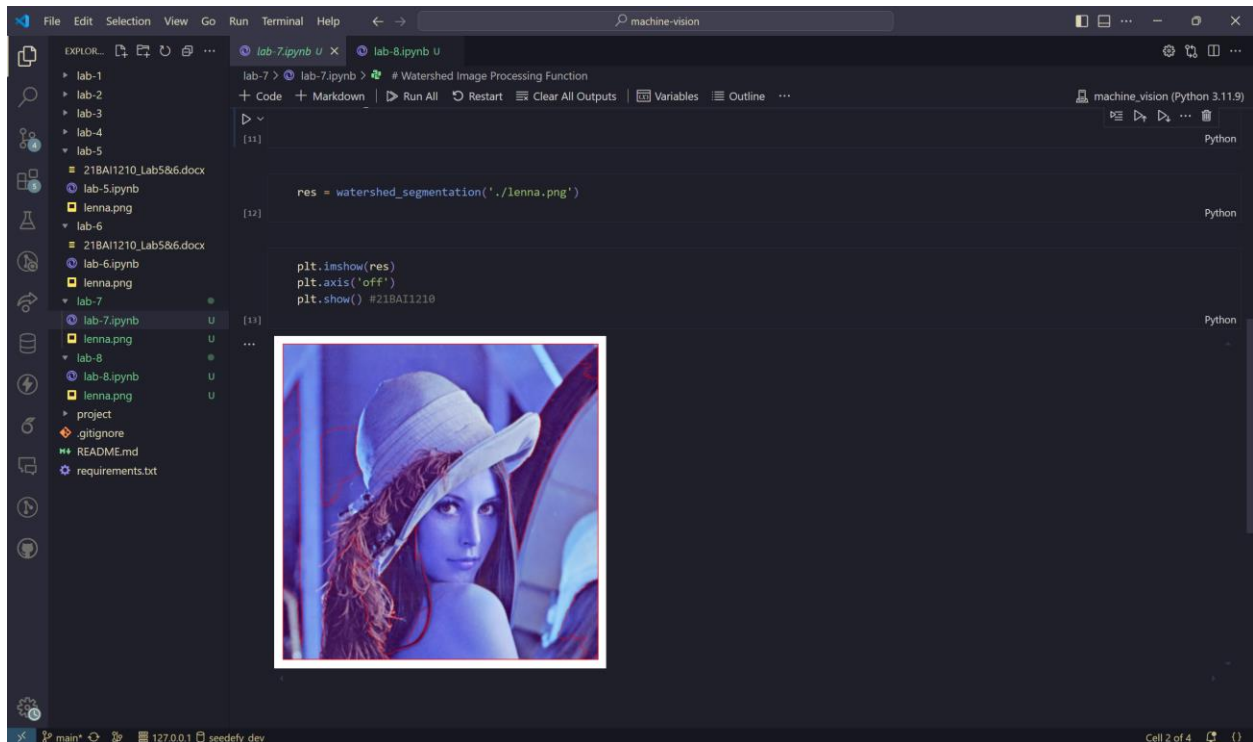 File Edit Selection View Go Run Terminal Help
machine-vision
EXPLOR...
lab-1
lab-2
lab-3
lab-4
lab-5
21BAI1210_Lab5&6.docx
lab-5.ipynb
lenna.png
lab-6
21BAI1210_Lab5&6.docx
lab-6.ipynb
lenna.png
lab-7
lab-7.ipynb U
lenna.png U
lab-8
lab-8.ipynb U
lenna.png U
project
.gitignore
README.md
requirements.txt
lab-7.ipynb U
lab-8.ipynb U
lab-7 > lab-7.ipynb > # Watershed Image Processing Function
+ Code + Markdown | Run All Restart Clear All Outputs | Variables Outline ...
machine_vision (Python 3.11.9)
[11]
Python
res = watershed_segmentation('./lenna.png')
[12]
Python
plt.imshow(res)
plt.axis('off')
plt.show() #21BAI1210
[13]
Python
...
main* 127.0.0.1 seedefy_dev
Cell 2 of 4 {}